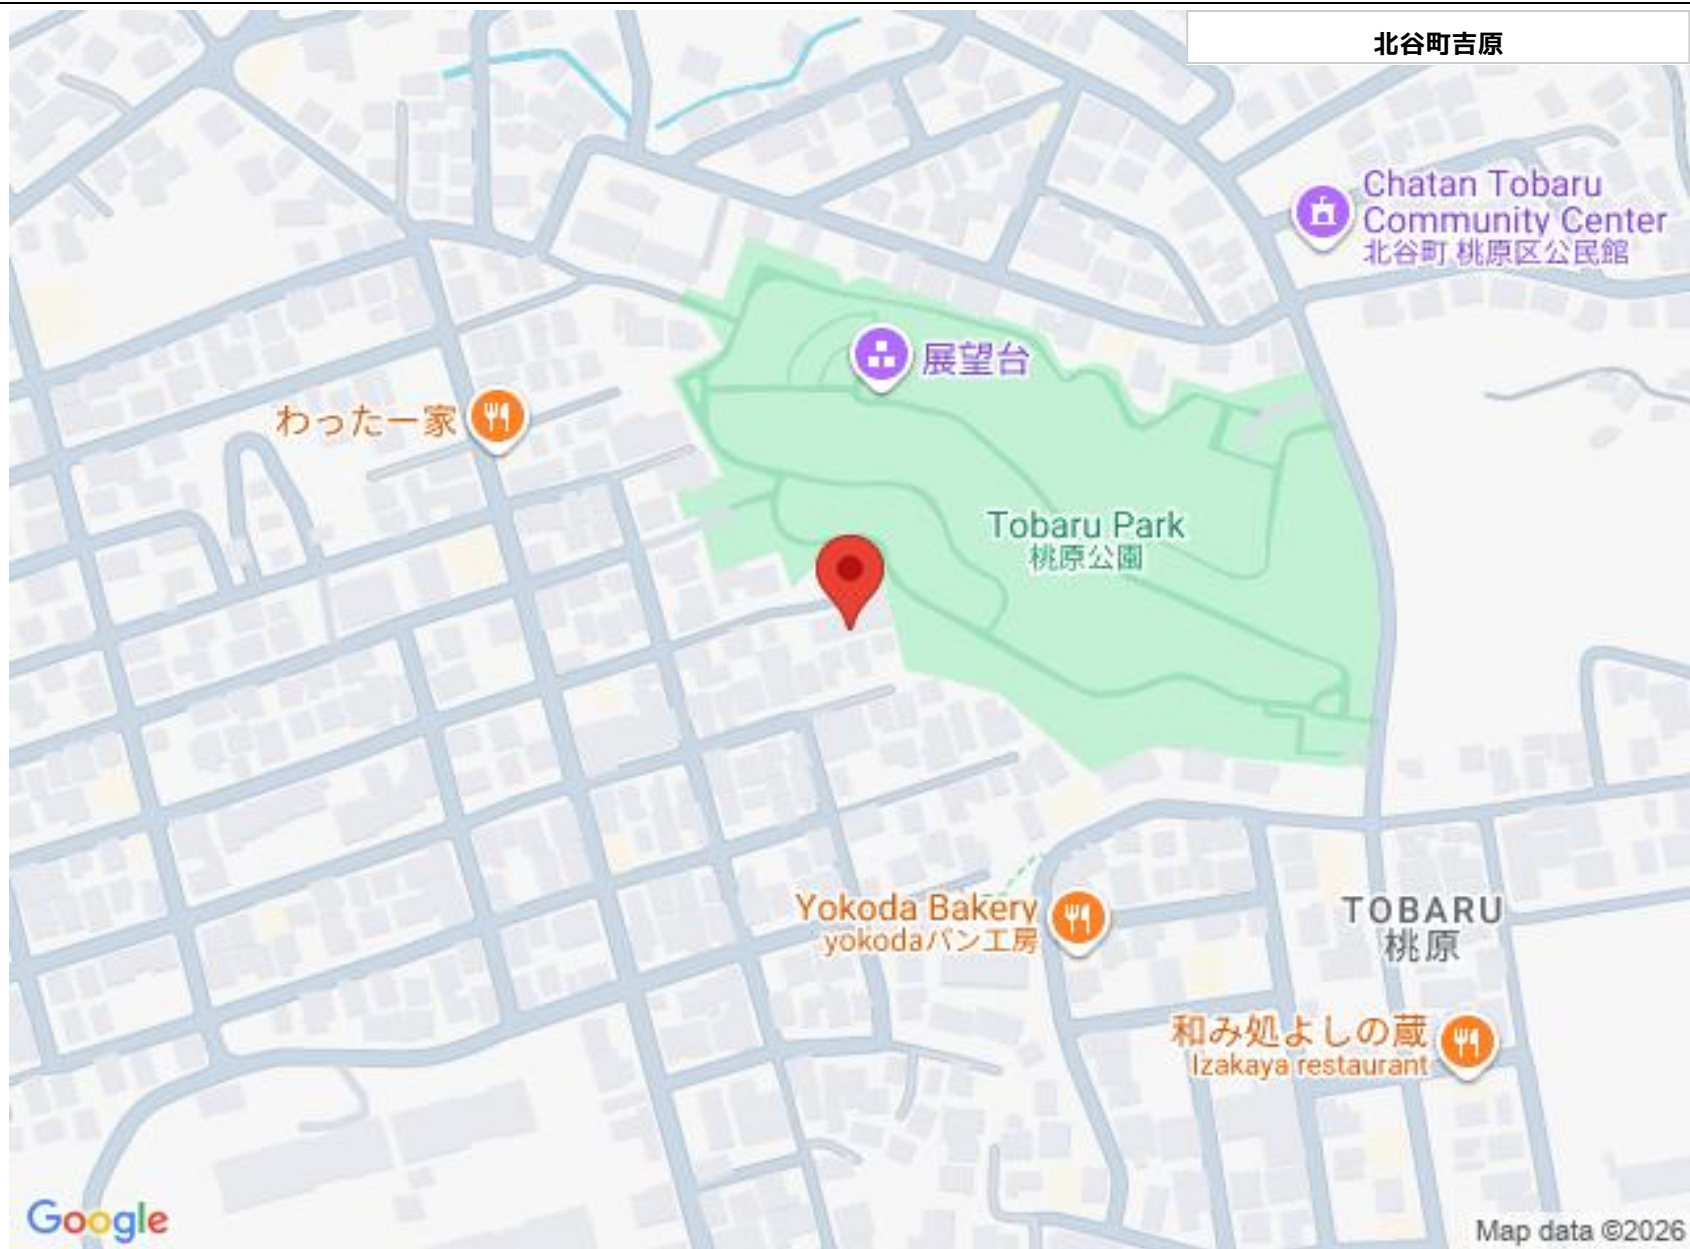 北谷町吉原
Chatan Tobaru
Community Center
北谷町 桃原区公民館
展望台
わったー家
Tobaru Park
桃原公園
Yokoda Bakery
yokodaパン工房
TOBARU
桃原
和み処よしの蔵
Izakaya restaurant
Google
Map data ©2026